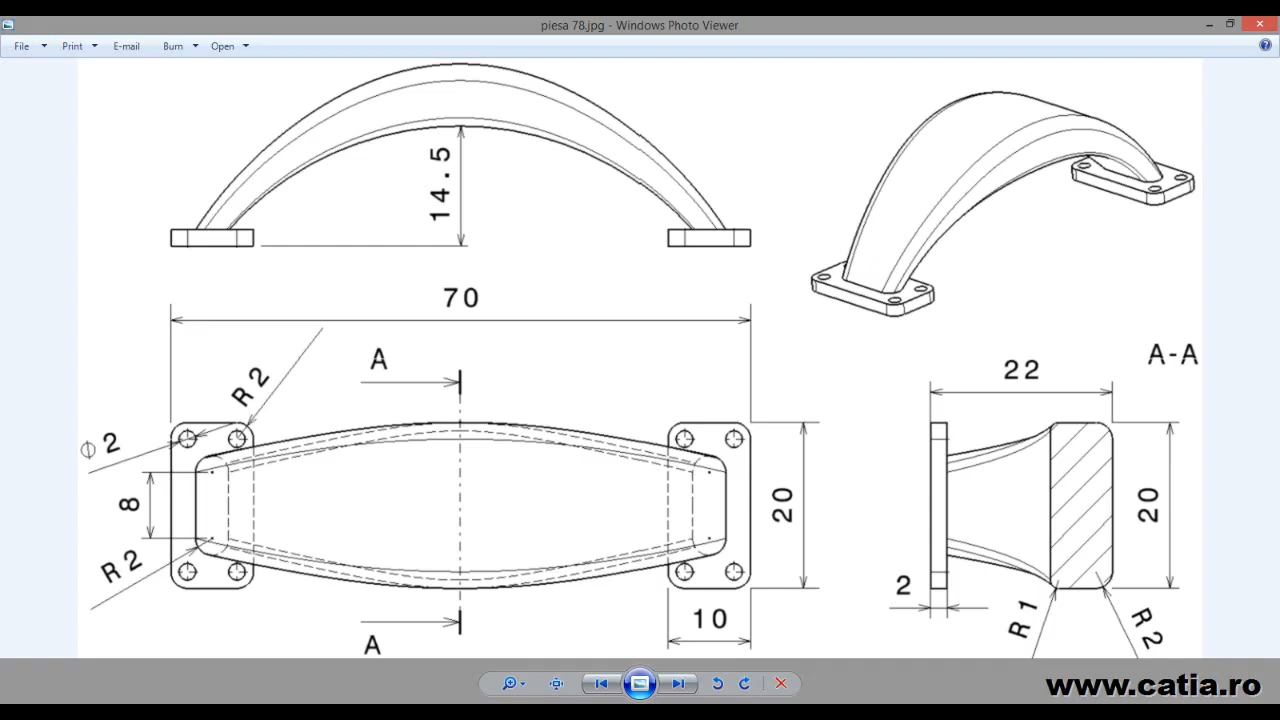 piesa 78.jpg - Windows Photo Viewer
File Print E-mail Burn Open
14.5
70
A
R2
⌀2
8
R2
A
20
10
A-A
22
20
2
R1
R2
www.catia.ro